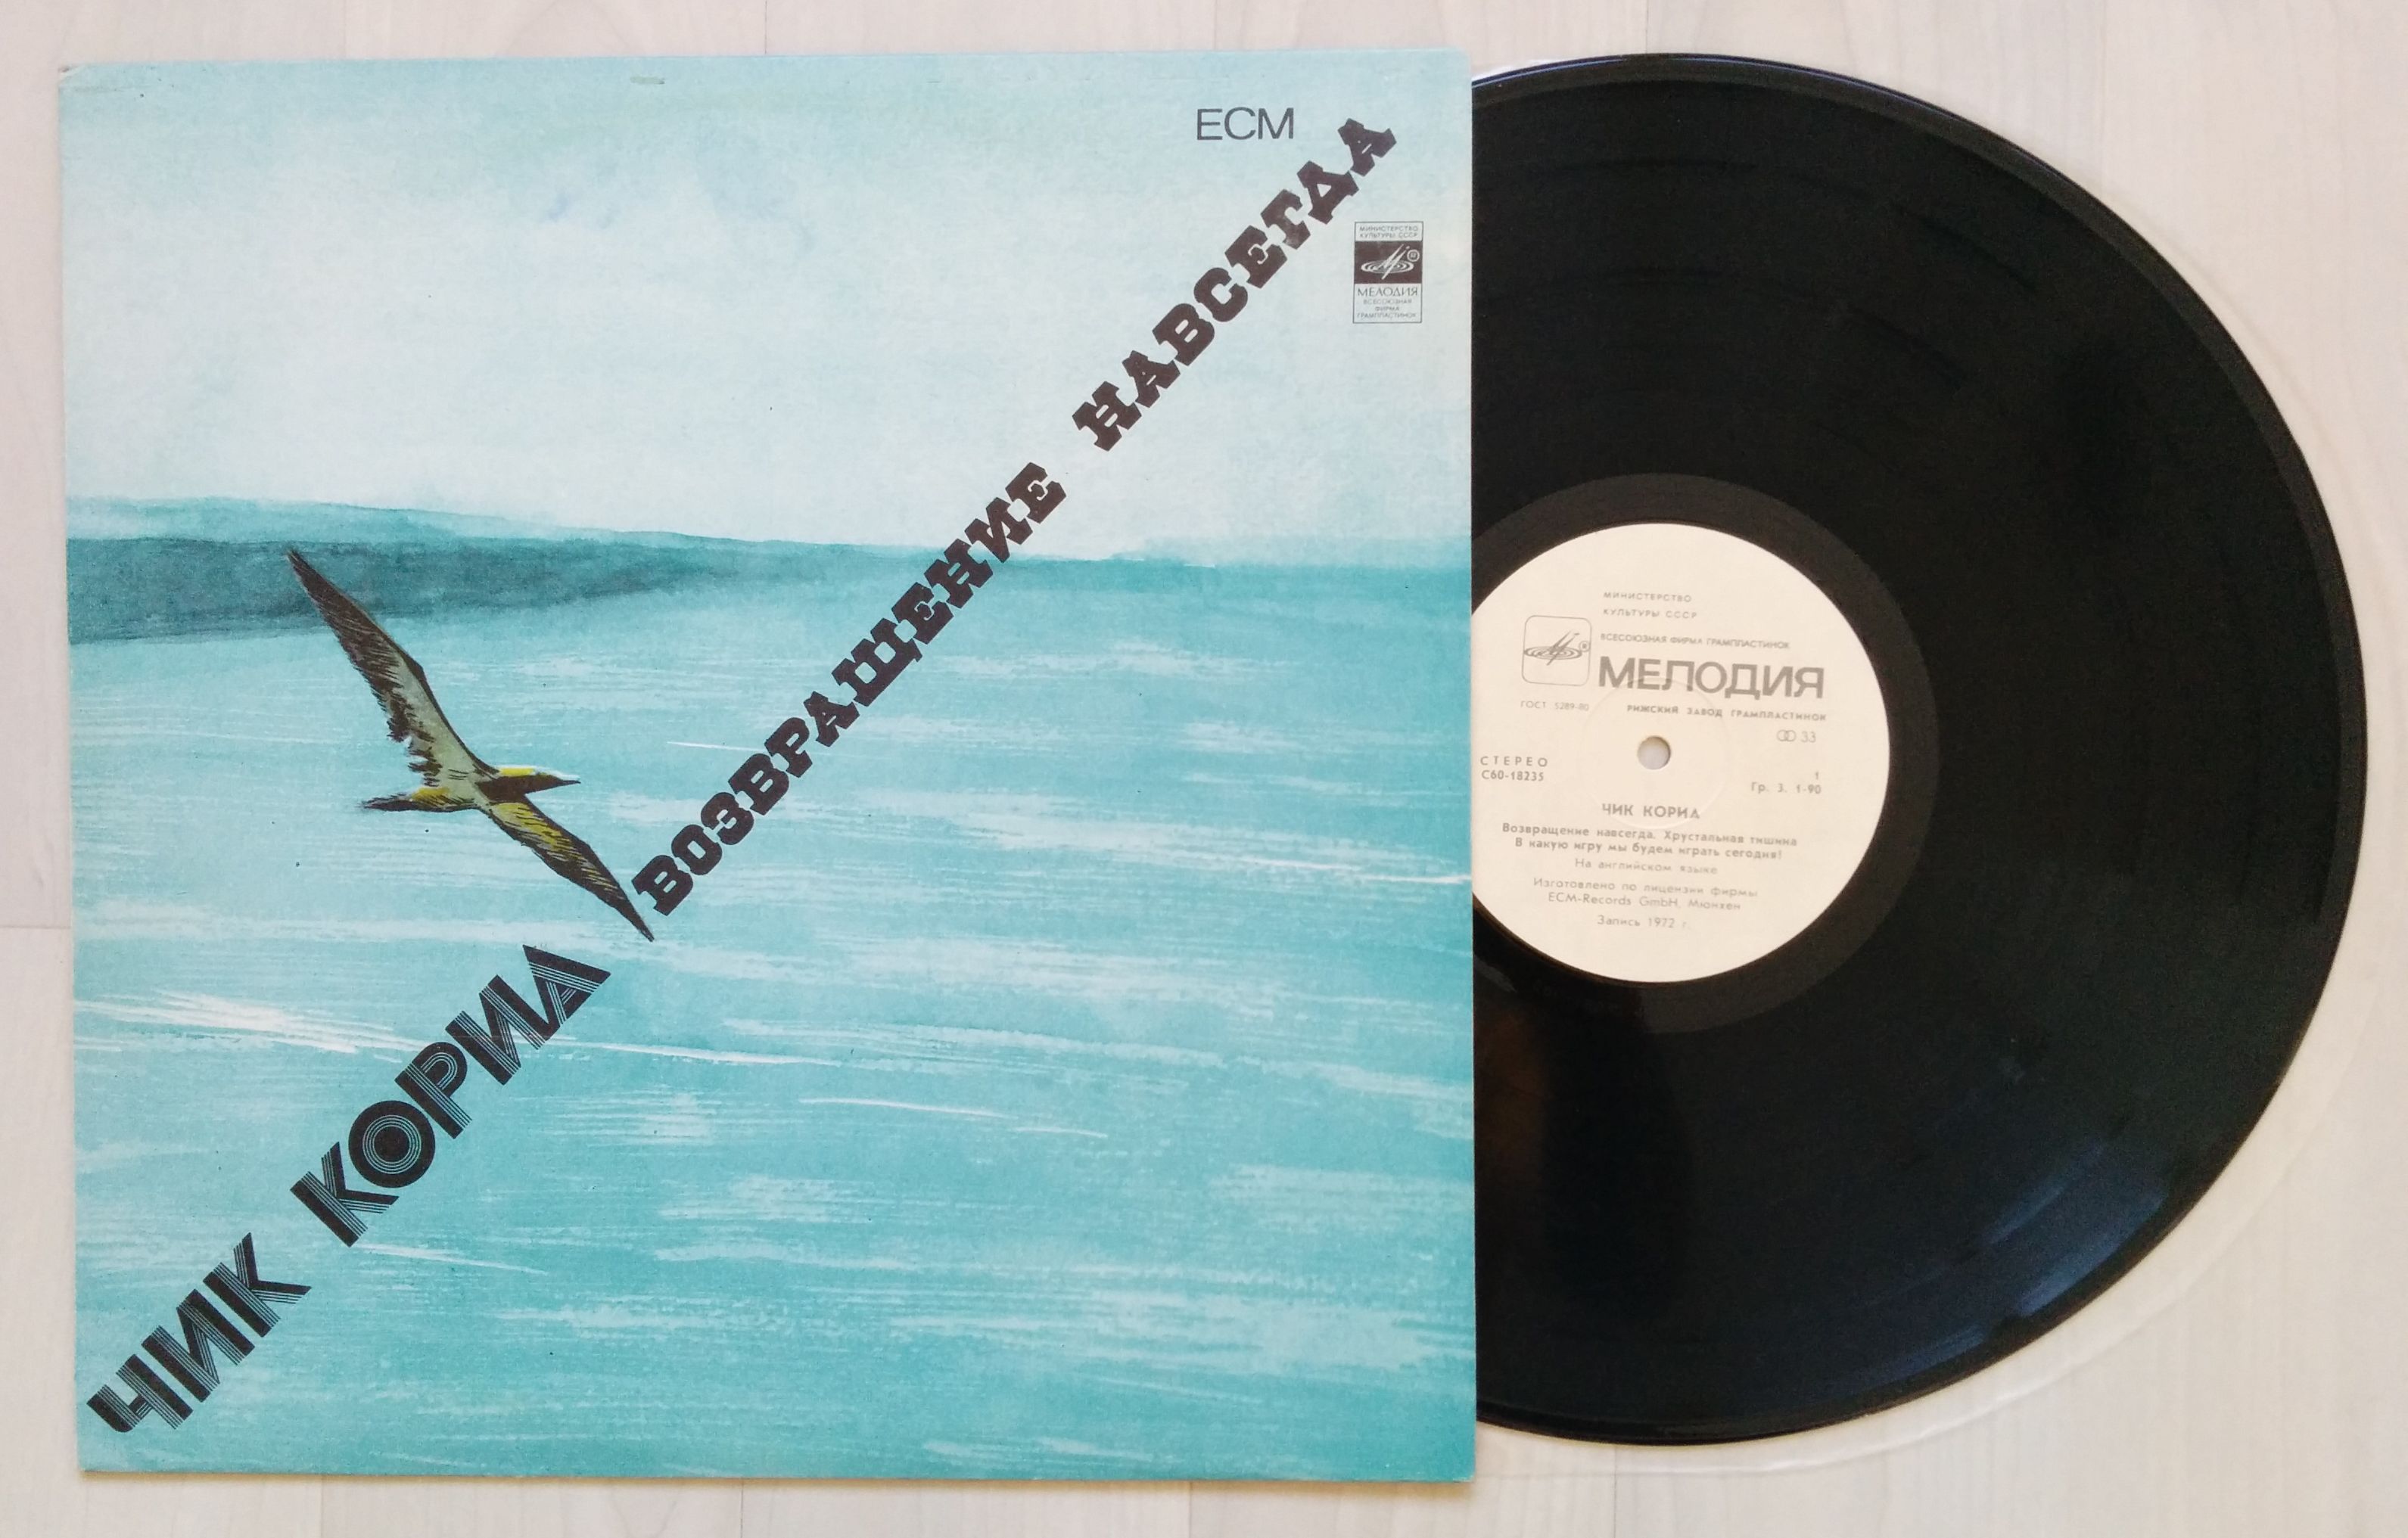 ECM
ЧИК КОРИА
ВОЗВРАЩЕНИЕ НАВСЕГДА
МИНИСТЕРСТВО
КУЛЬТУРЫ СССР
МЕЛОДИЯ
ВСЕСОЮЗНАЯ
ФИРМА
ГРАМПЛАСТИНОК
МИНИСТЕРСТВО
КУЛЬТУРЫ СССР
ВСЕСОЮЗНАЯ ФИРМА ГРАМПЛАСТИНОК
МЕЛОДИЯ
ГОСТ 5289-80 РИЖСКИЙ ЗАВОД ГРАМПЛАСТИНОК
33
СТЕРЕО
С60-18235
1
Гр. 3. 1-90
ЧИК КОРИА
Возвращение навсегда. Хрустальная тишина
В какую игру мы будем играть сегодня!
На английском языке
Изготовлено по лицензии фирмы
ECM-Records GmbH, Мюнхен
Запись 1972 г.